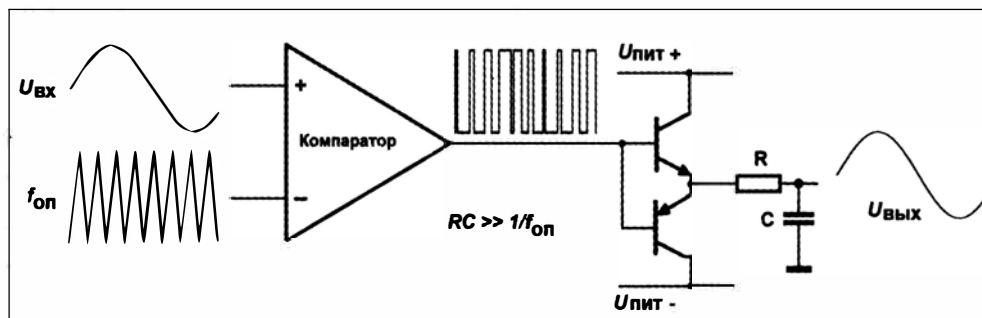 Uпит +
Uвх
+
Компаратор
R
fоп
−
RC >> 1/fоп
C
Uвых
Uпит -